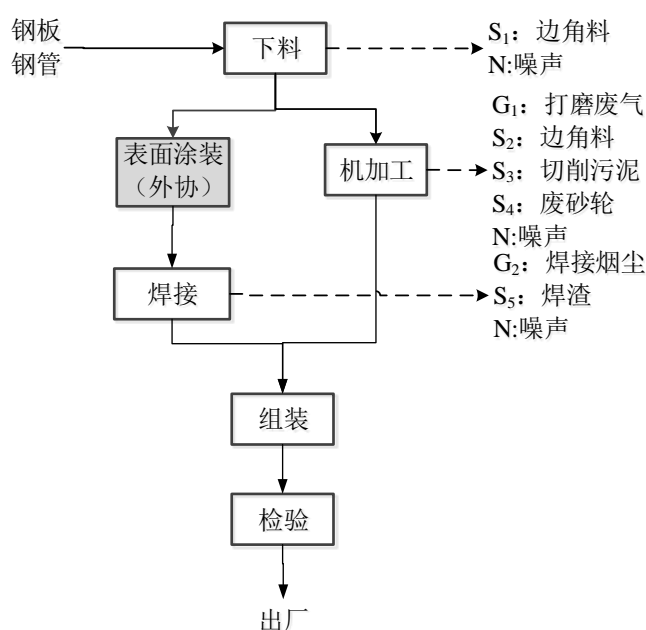 钢板
钢管
下料
S₁：边角料
N:噪声
表面涂装
（外协）
机加工
G₁：打磨废气
S₂：边角料
S₃：切削污泥
S₄：废砂轮
N:噪声
焊接
G₂：焊接烟尘
S₅：焊渣
N:噪声
组装
检验
出厂